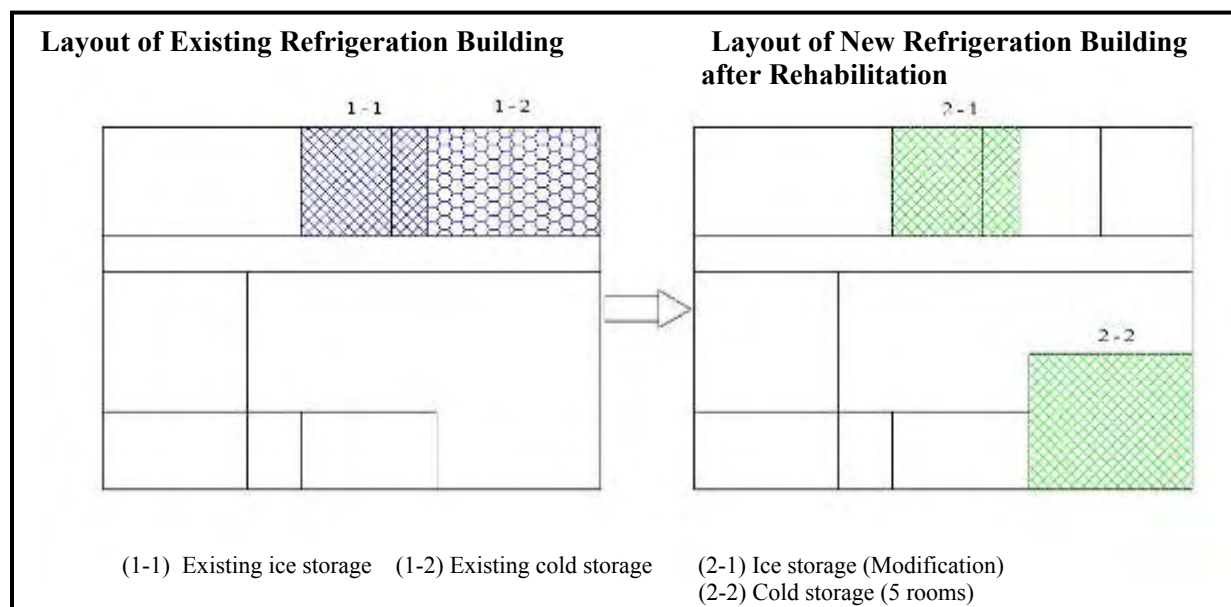 Layout of Existing Refrigeration Building
Layout of New Refrigeration Building
after Rehabilitation
1-1
1-2
2-1
2-2
(1-1) Existing ice storage (1-2) Existing cold storage
(2-1) Ice storage (Modification)
(2-2) Cold storage (5 rooms)